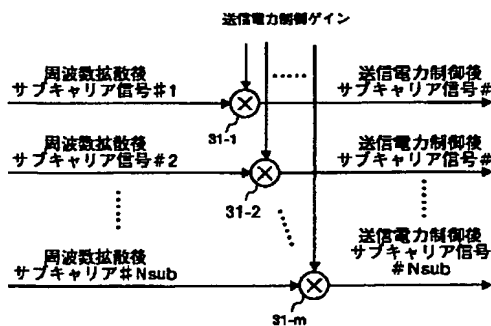 送信電力制御ゲイン
周波数拡散後
サブキャリア信号#1
送信電力制御後
サブキャリア信号#
31-1
周波数拡散後
サブキャリア信号#2
送信電力制御後
サブキャリア信号#
31-2
周波数拡散後
サブキャリア#Nsub
送信電力制御後
サブキャリア信号
#Nsub
31-m